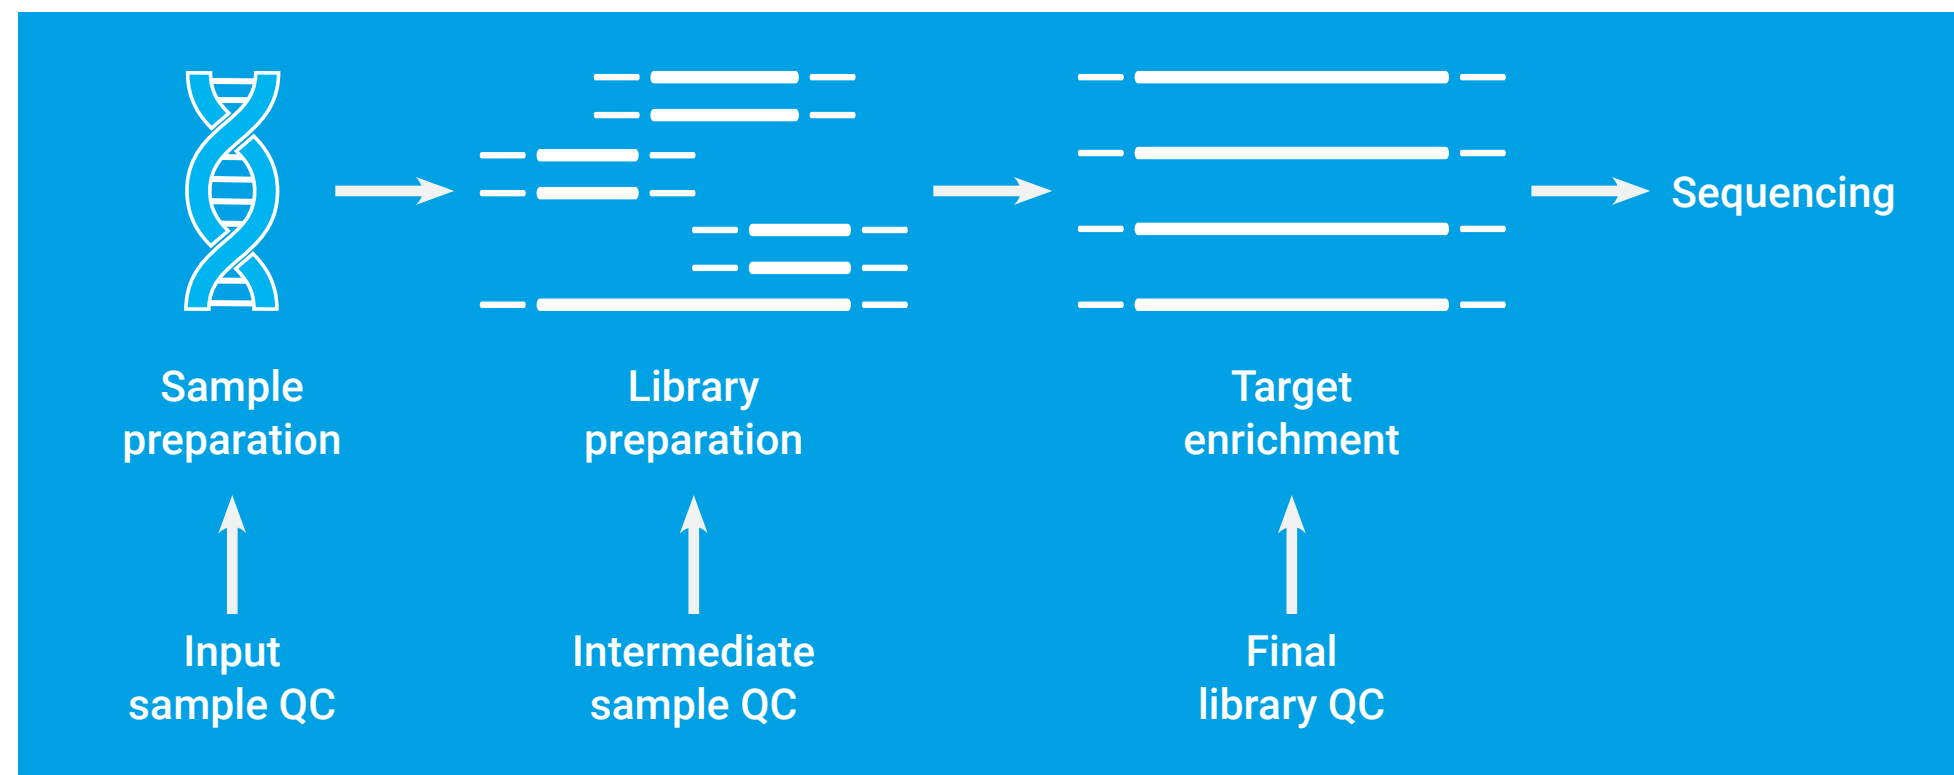 Sequencing
Sample
preparation
Library
preparation
Target
enrichment
Input
sample QC
Intermediate
sample QC
Final
library QC